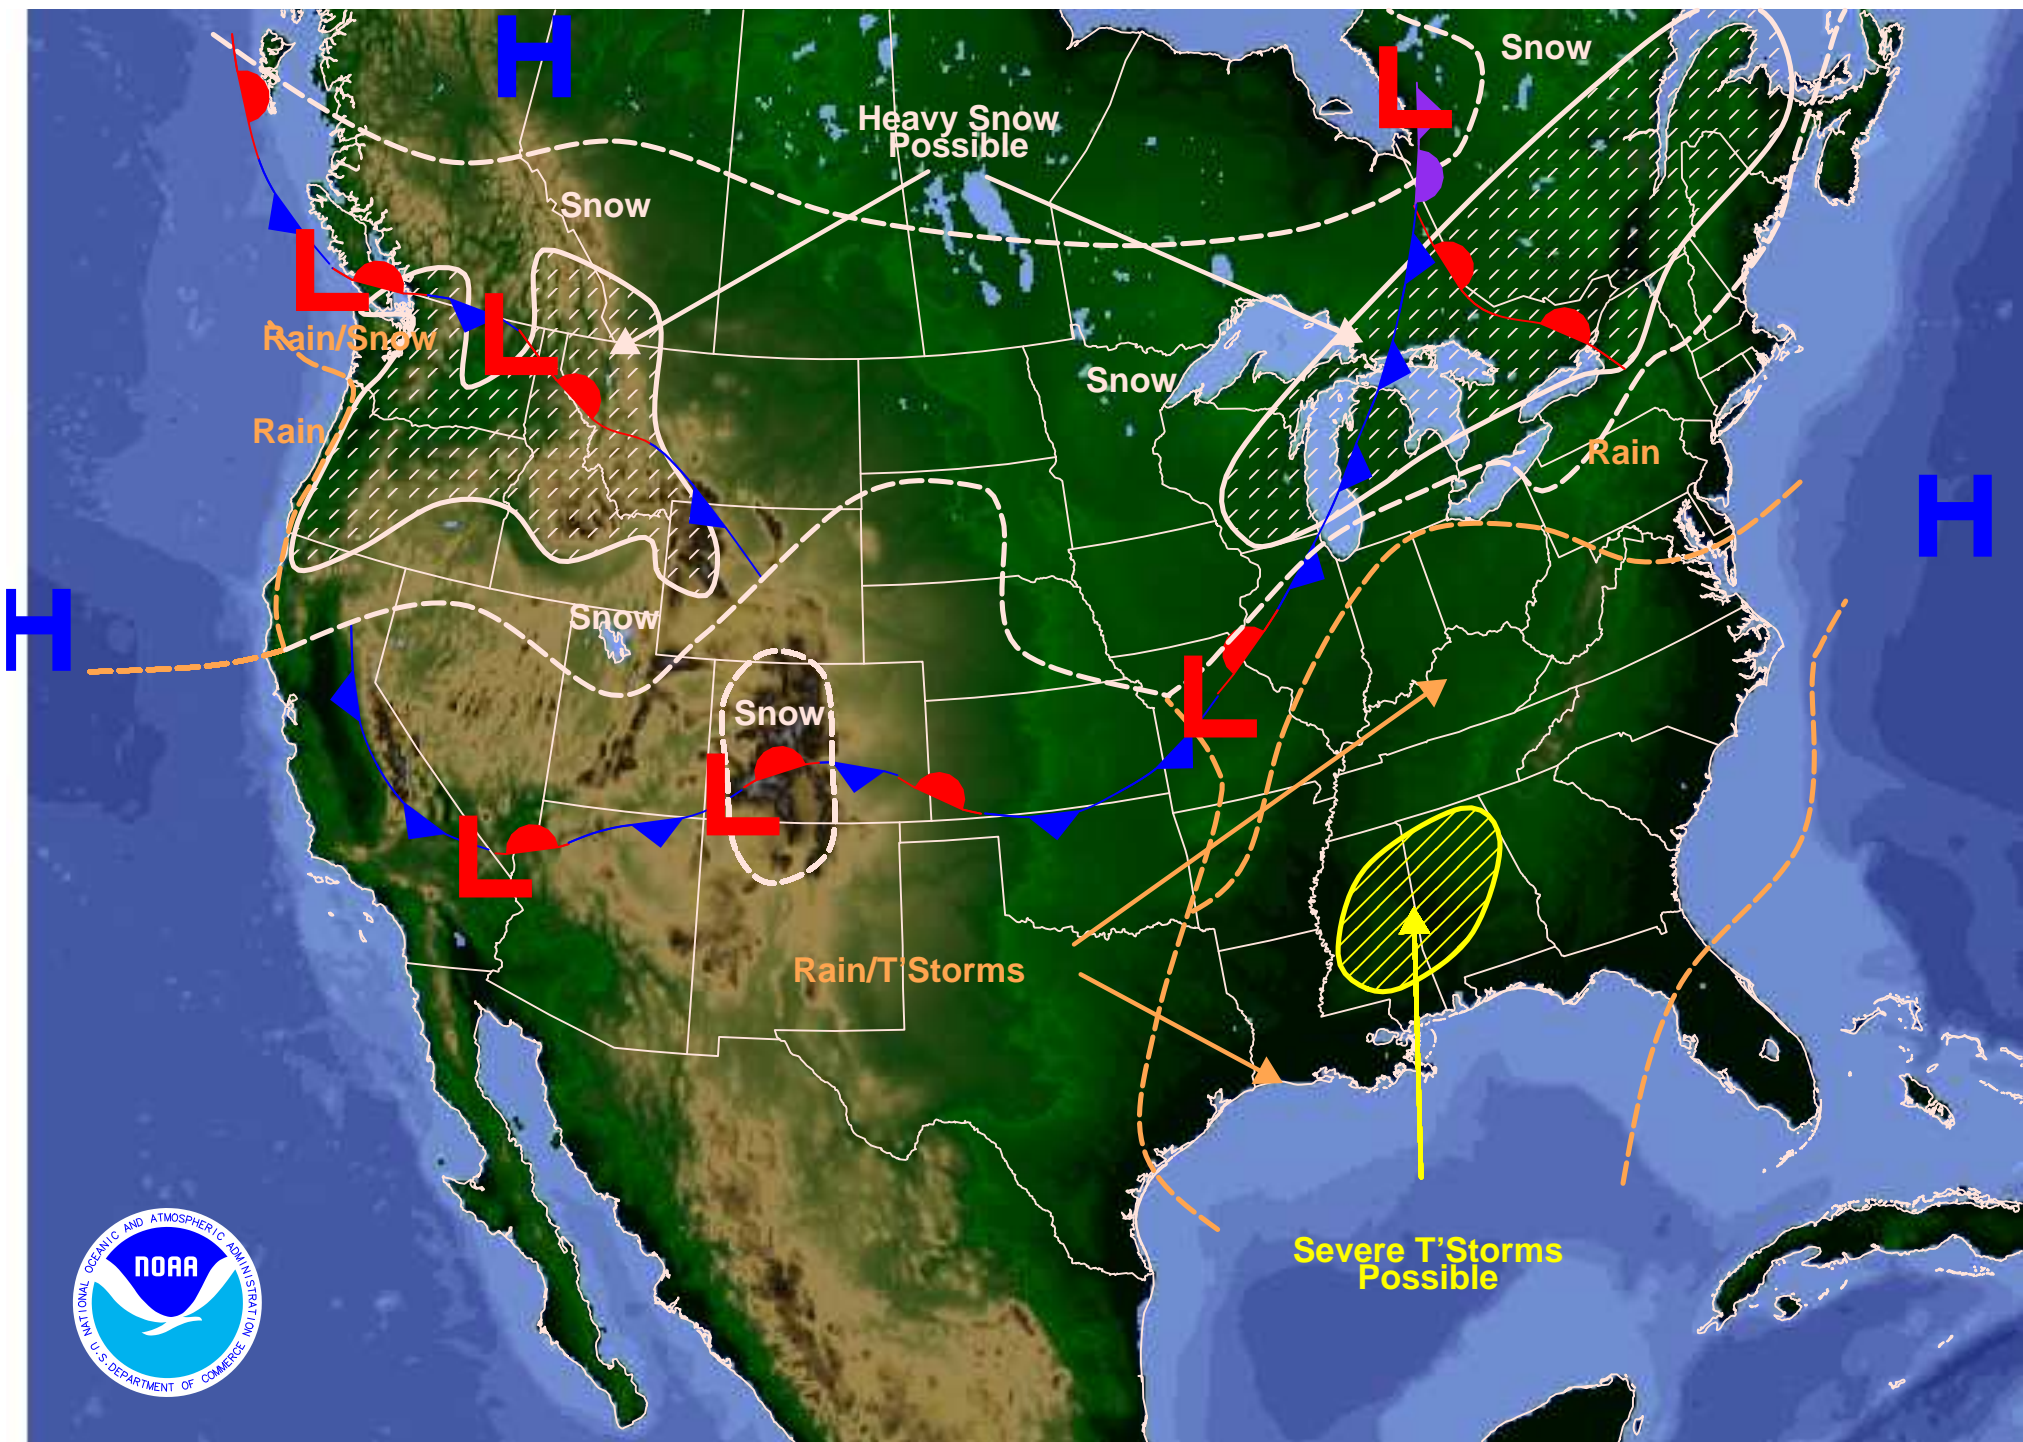 H
L
Snow
Heavy Snow
Possible
Snow
L
L
Rain/Snow
Snow
Rain
Rain
H
H
Snow
L
Snow
L
L
Rain/T'Storms
Severe T'Storms
Possible
NATIONAL OCEANIC AND ATMOSPHERIC ADMINISTRATION
NOAA
U.S. DEPARTMENT OF COMMERCE